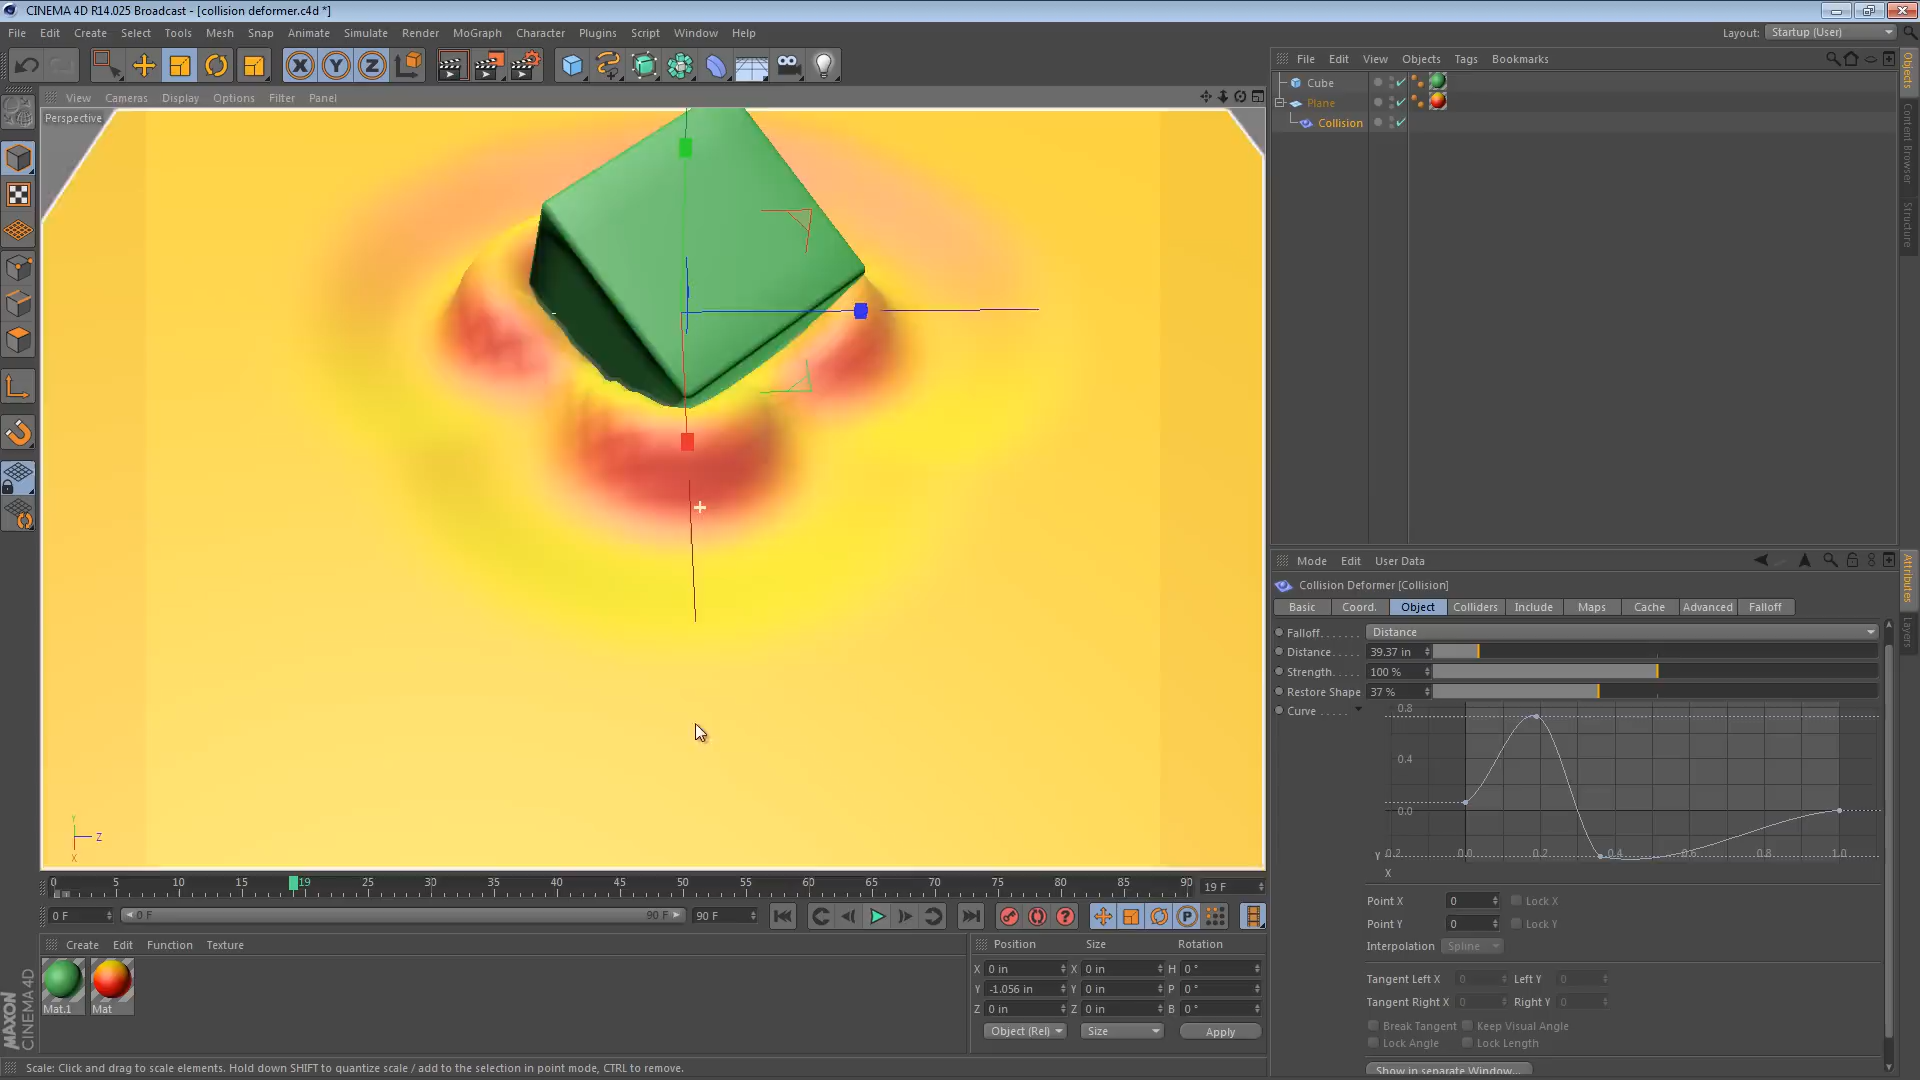 CINEMA 4D R14.025 Broadcast - [collision deformer.c4d *]
File Edit Create Select Tools Mesh Snap Animate Simulate Render MoGraph Character Plugins Script Window Help
Layout: Startup (User)
View Cameras Display Options Filter Panel
Perspective
File Edit View Objects Tags Bookmarks
Cube
Plane
Collision
Objects
Content Browser
Structure
Mode Edit User Data
Collision Deformer [Collision]
Basic Coord. Object Colliders Include Maps Cache Advanced Falloff
Falloff. . . . . . . Distance
Distance. . . . . 39.37 in
Strength. . . . . 100 %
Restore Shape 37 %
Curve . . . . . 
0.8
0.4
0.0
Y 0.2 0.0 0.2 0.4 0.6 0.8 1.0
X
Point X 0 Lock X
Point Y 0 Lock Y
Interpolation Spline
Tangent Left X 0 Left Y 0
Tangent Right X 0 Right Y 0
Break Tangent Keep Visual Angle
Lock Angle Lock Length
Show in separate Window...
Attributes
Layers
Y
Z
X
0 5 10 15 19 25 30 35 40 45 50 55 60 65 70 75 80 85 90 19 F
0 F 0 F 90 F 90 F
Create Edit Function Texture
Mat.1 Mat
Position Size Rotation
X 0 in X 0 in H 0 °
Y -1.056 in Y 0 in P 0 °
Z 0 in Z 0 in B 0 °
Object (Rel) Size Apply
MAXON
CINEMA 4D
Scale: Click and drag to scale elements. Hold down SHIFT to quantize scale / add to the selection in point mode, CTRL to remove.